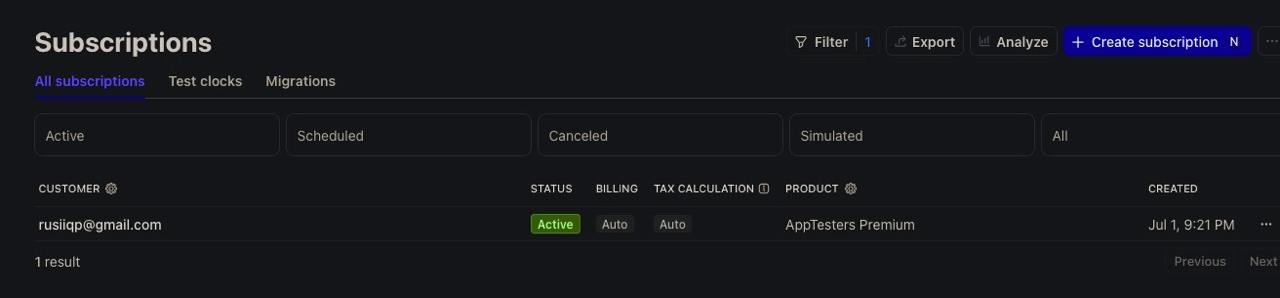 Subscriptions
Filter 1 Export Analyze + Create subscription N ···
All subscriptions Test clocks Migrations
Active Scheduled Canceled Simulated All
CUSTOMER STATUS BILLING TAX CALCULATION PRODUCT CREATED
rusiiqp@gmail.com Active Auto Auto AppTesters Premium Jul 1, 9:21 PM ···
1 result Previous Next